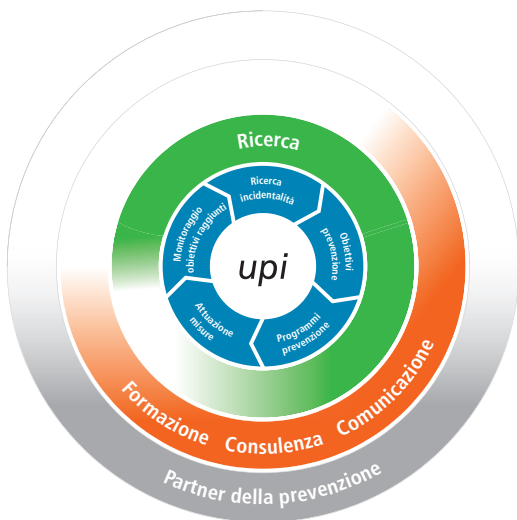 Ricerca
Ricerca
incidentalità
Obiettivi
prevenzione
Programmi
prevenzione
Attuazione
misure
Monitoraggio
obiettivi raggiunti
upi
Formazione
Consulenza
Comunicazione
Partner della prevenzione